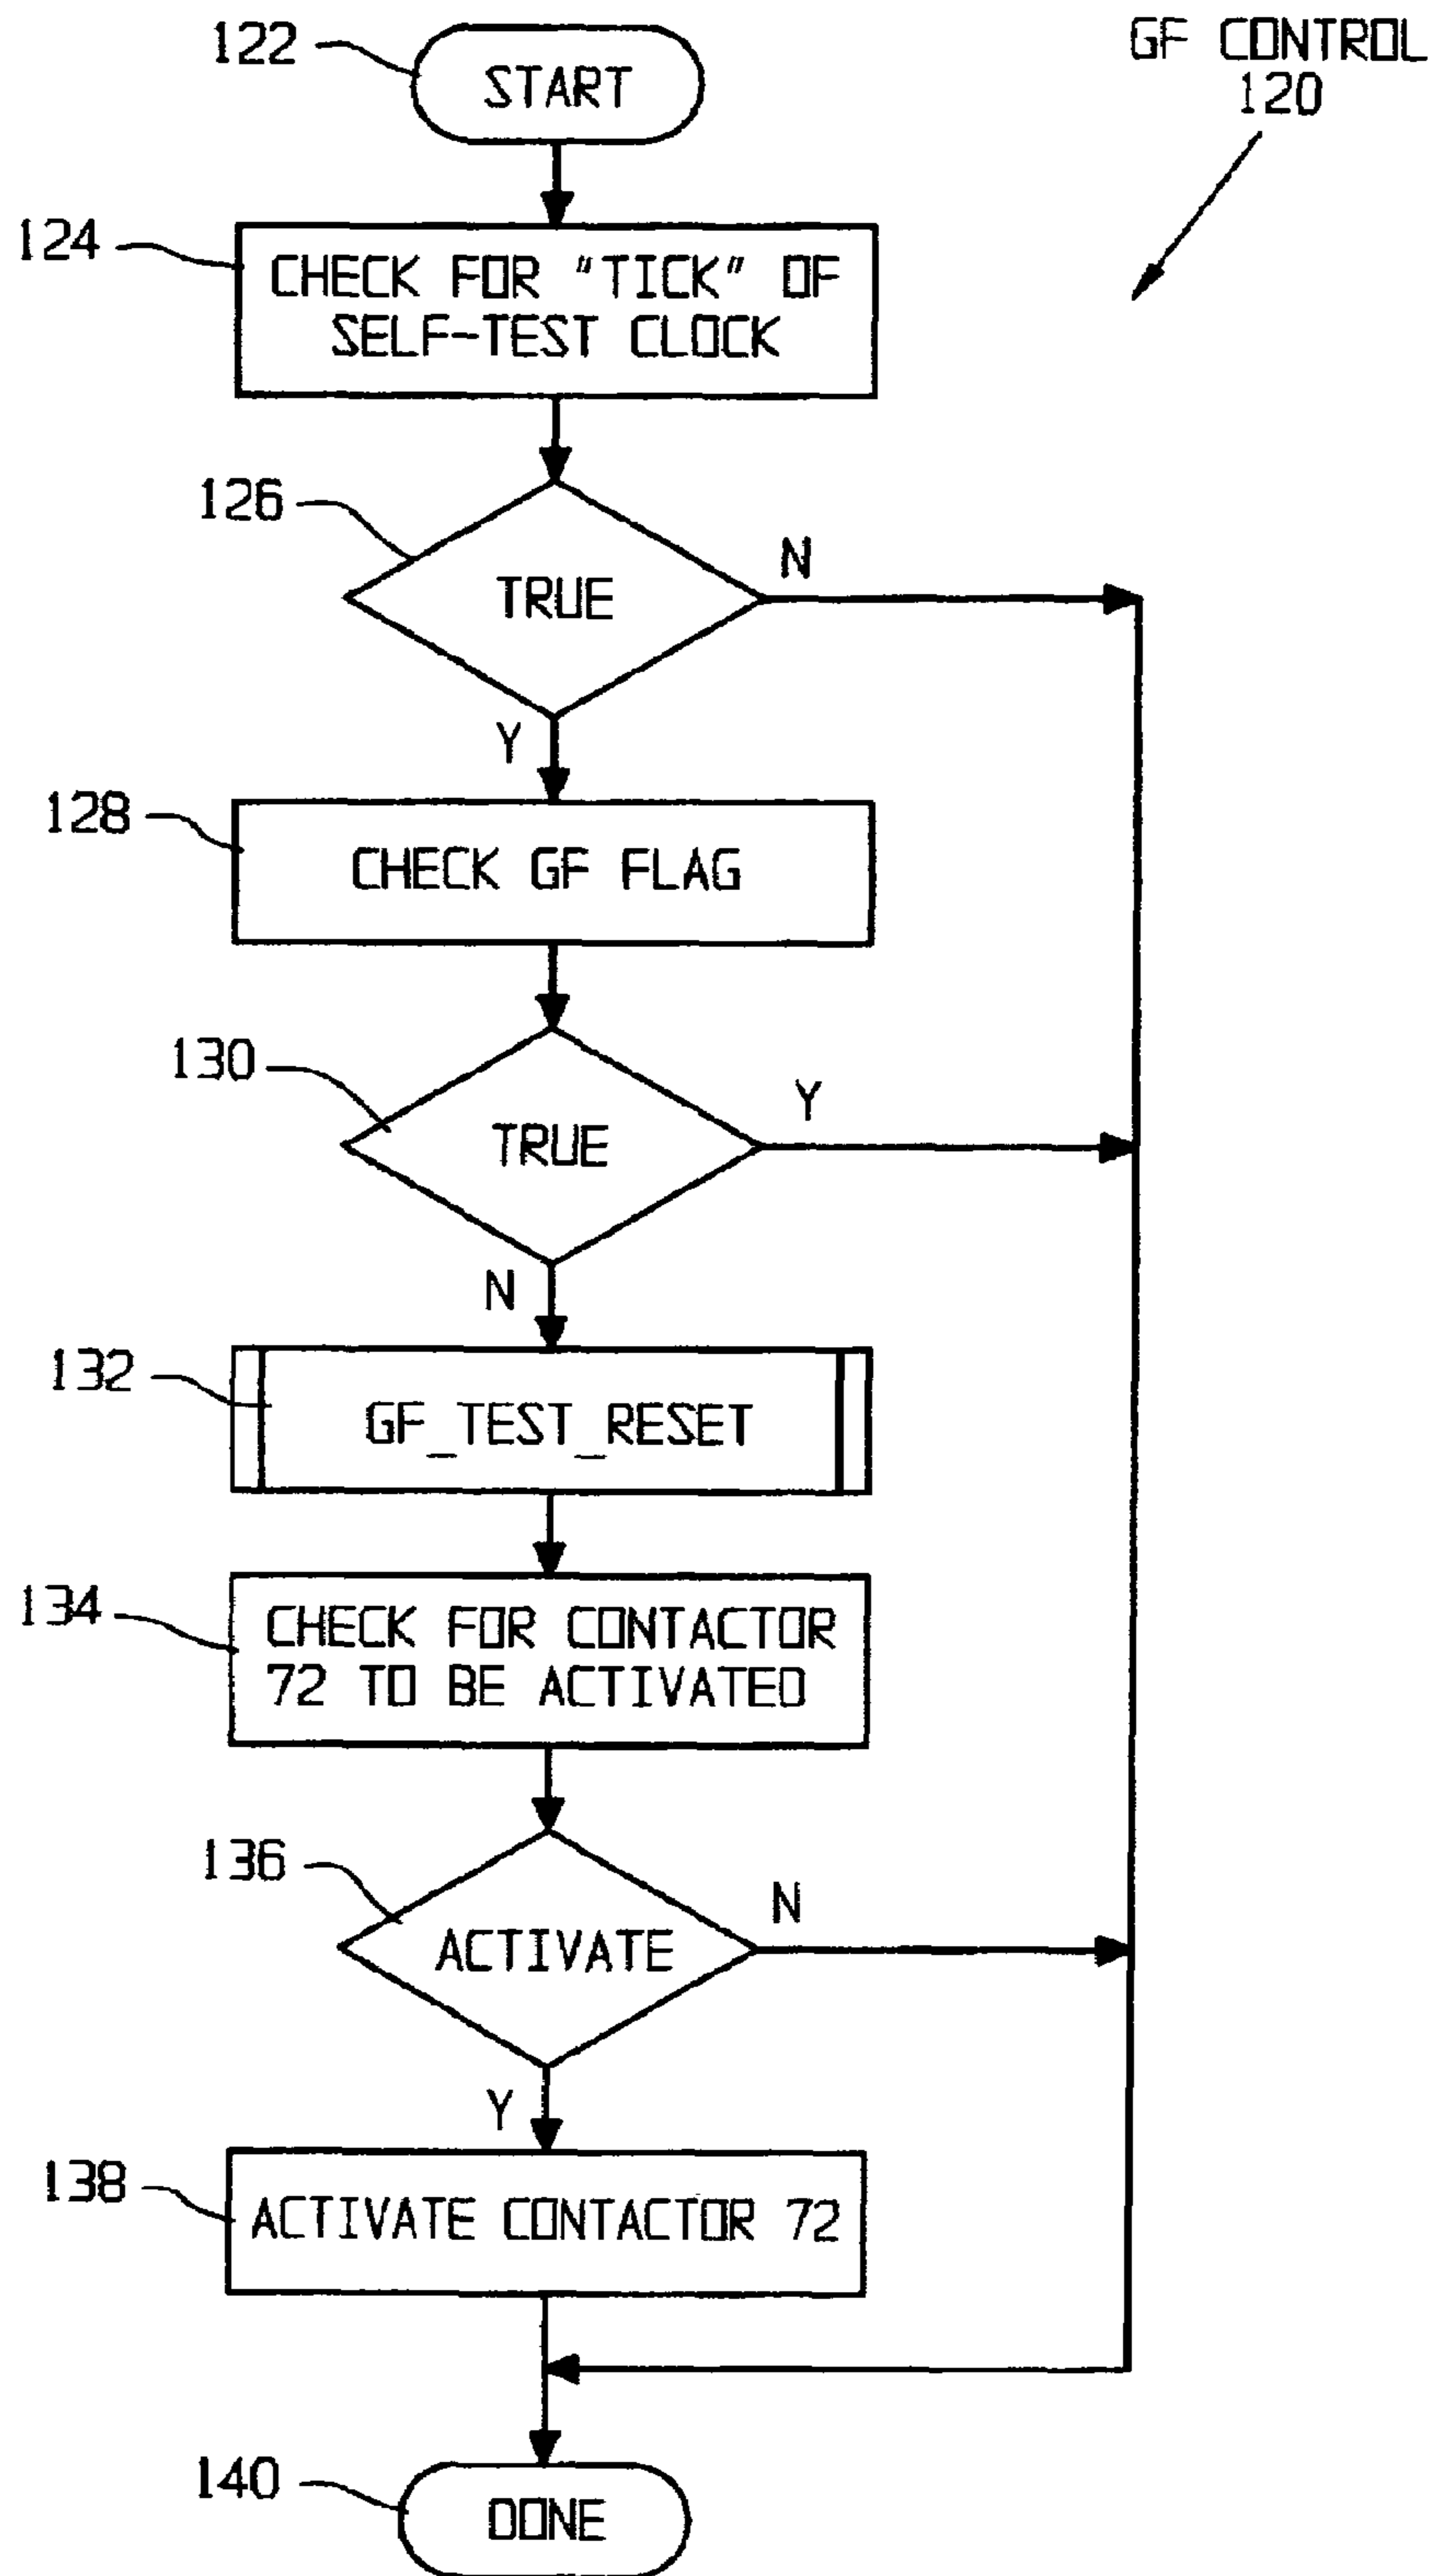 GF CONTROL
120
122
START
124
CHECK FOR "TICK" OF
SELF-TEST CLOCK
126
TRUE
N
Y
128
CHECK GF FLAG
130
TRUE
Y
N
132
GF_TEST_RESET
134
CHECK FOR CONTACTOR
72 TO BE ACTIVATED
136
ACTIVATE
N
Y
138
ACTIVATE CONTACTOR 72
140
DONE